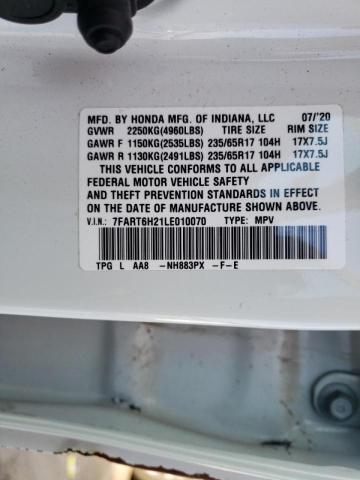 MFD. BY HONDA MFG. OF INDIANA, LLC 07/'20
GVWR 2250KG(4960LBS) TIRE SIZE RIM SIZE
GAWR F 1150KG(2535LBS) 235/65R17 104H 17X7.5J
GAWR R 1130KG(2491LBS) 235/65R17 104H 17X7.5J
THIS VEHICLE CONFORMS TO ALL APPLICABLE
FEDERAL MOTOR VEHICLE SAFETY
AND THEFT PREVENTION STANDARDS IN EFFECT
ON THE DATE OF MANUFACTURE SHOWN ABOVE.
V.I.N.: 7FART6H21LE010070 TYPE: MPV
TPG L AA8 -NH883PX -F-E